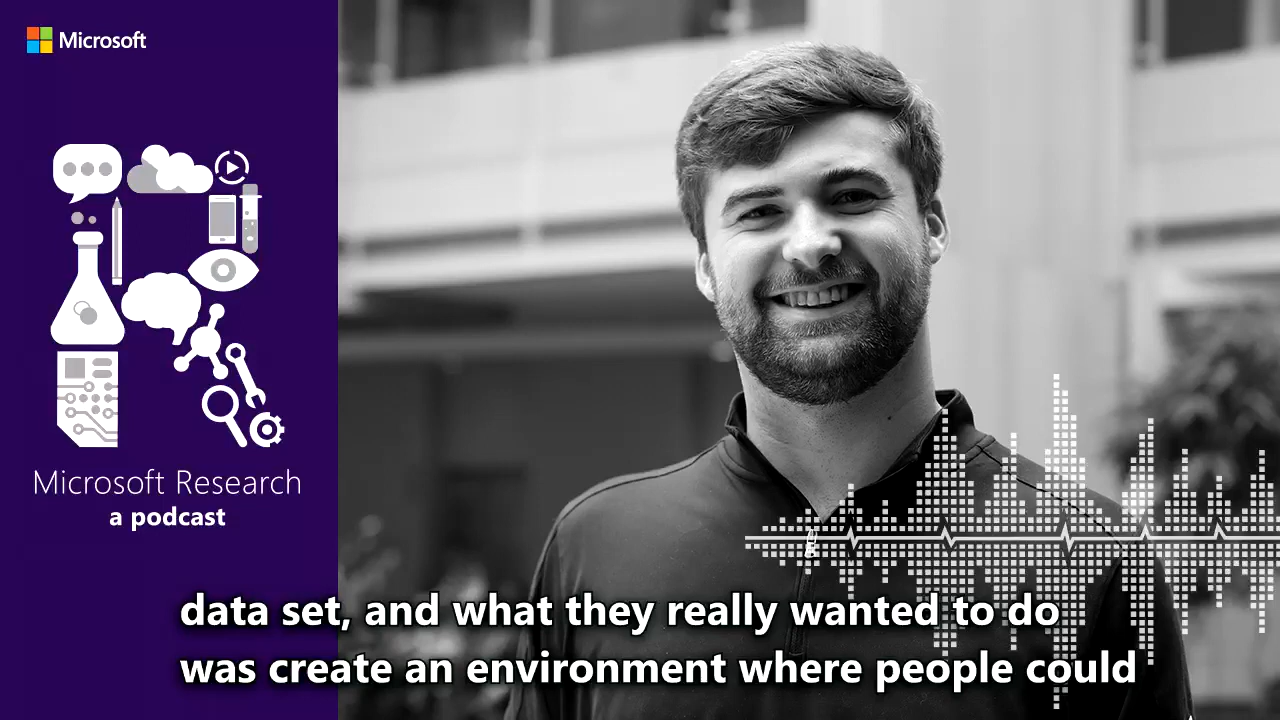 Microsoft
Microsoft Research
a podcast
data set, and what they really wanted to do
was create an environment where people could